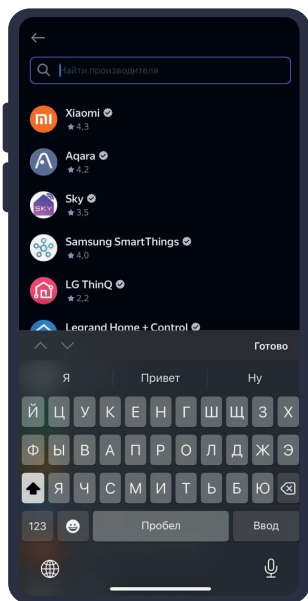 Найти производителя
Xiaomi
4,3
Aqara
4,2
SKY
Sky
3,5
Samsung SmartThings
4,0
LG ThinQ
2,2
Legrand Home + Control
Готово
Я Привет Ну
Й Ц У К Е Н Г Ш Щ З Х
Ф Ы В А П Р О Л Д Ж Э
Я Ч С М И Т Ь Б Ю
123 Пробел Ввод